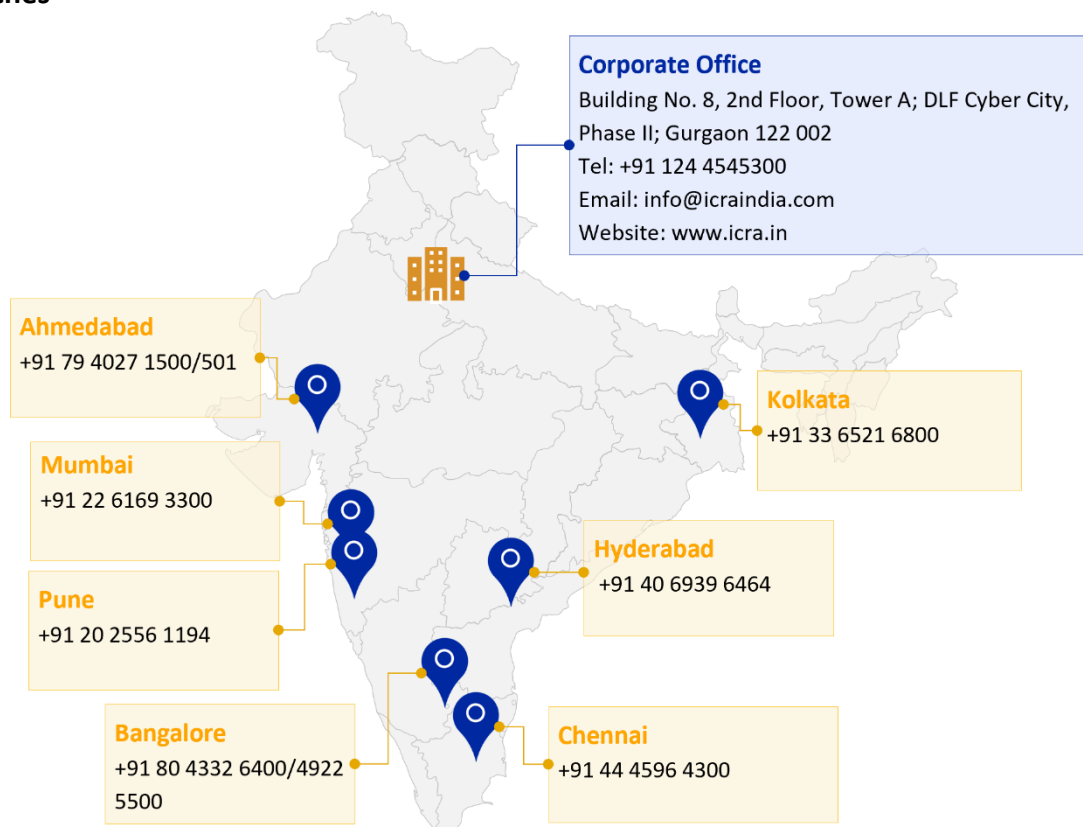 Corporate Office
Building No. 8, 2nd Floor, Tower A; DLF Cyber City,
Phase II; Gurgaon 122 002
Tel: +91 124 4545300
Email: info@icraindia.com
Website: www.icra.in
Ahmedabad
+91 79 4027 1500/501
Kolkata
+91 33 6521 6800
Mumbai
+91 22 6169 3300
Hyderabad
+91 40 6939 6464
Pune
+91 20 2556 1194
Bangalore
+91 80 4332 6400/4922
5500
Chennai
+91 44 4596 4300